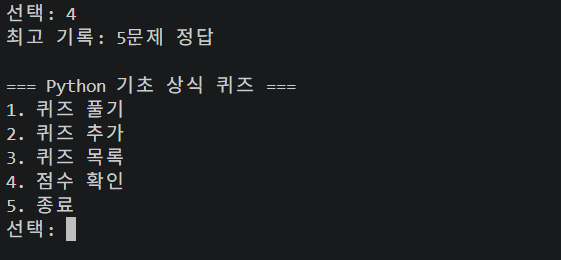 선택: 4
최고 기록: 5문제 정답
=== Python 기초 상식 퀴즈 ===
1. 퀴즈 풀기
2. 퀴즈 추가
3. 퀴즈 목록
4. 점수 확인
5. 종료
선택: